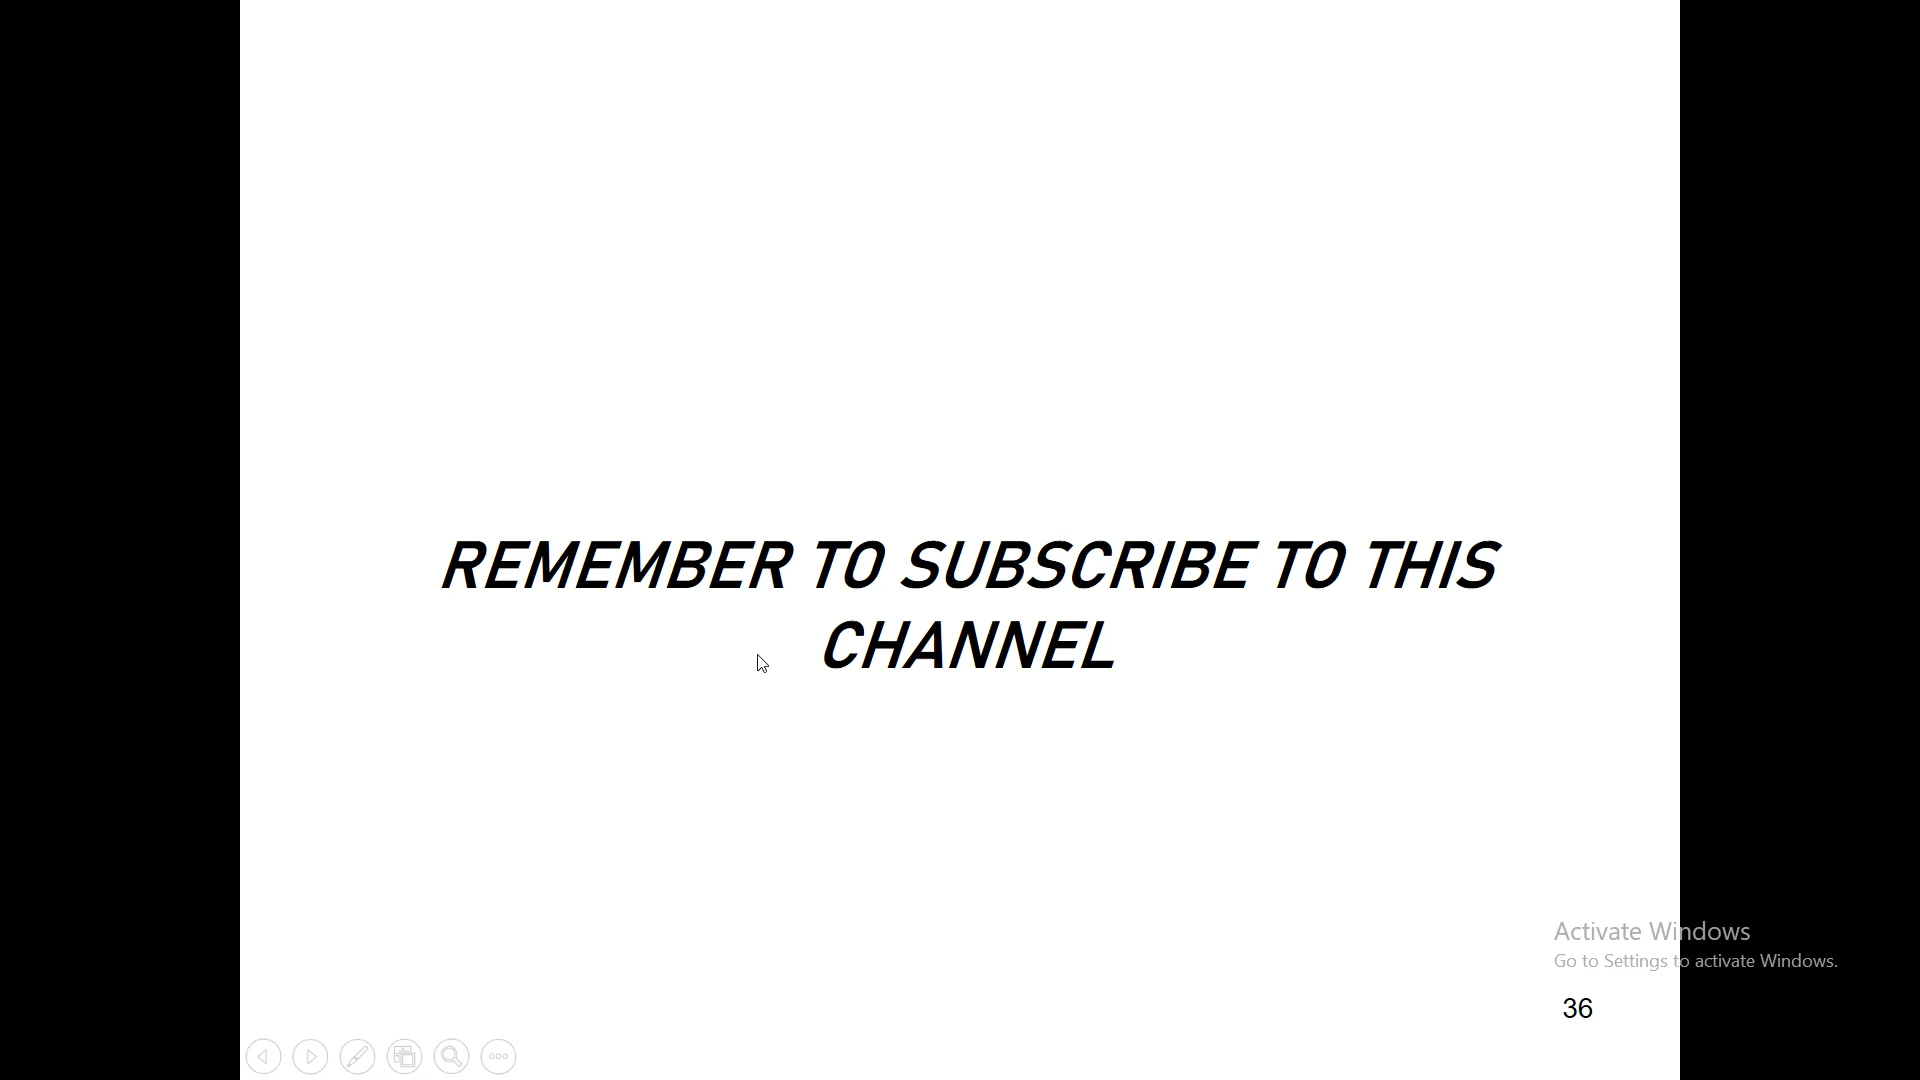 REMEMBER TO SUBSCRIBE TO THIS
CHANNEL
Activate Windows
Go to Settings to activate Windows.
36